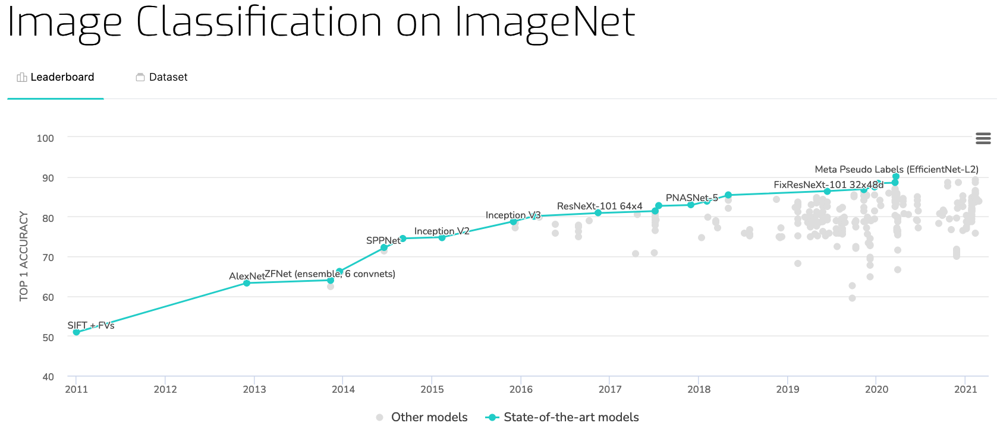 Image Classification on ImageNet
Leaderboard
Dataset
100
90
80
70
60
50
40
TOP 1 ACCURACY
SIFT + FVs
AlexNet
ZFNet (ensemble, 6 convnets)
SPPNet
Inception V2
Inception V3
ResNeXt-101 64x4
PNASNet-5
FixResNeXt-101 32x48d
Meta Pseudo Labels (EfficientNet-L2)
2011
2012
2013
2014
2015
2016
2017
2018
2019
2020
2021
Other models
State-of-the-art models